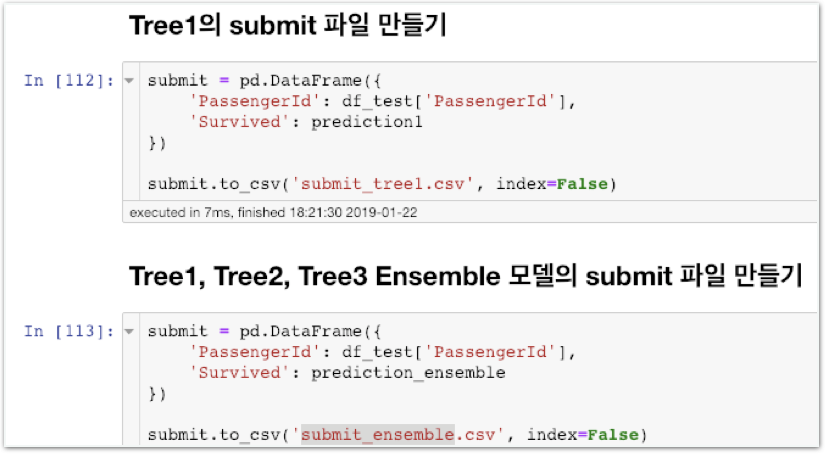 Tree1의 submit 파일 만들기
In [112]: submit = pd.DataFrame({
'PassengerId': df_test['PassengerId'],
'Survived': prediction1
})
submit.to_csv('submit_tree1.csv', index=False)
executed in 7ms, finished 18:21:30 2019-01-22
Tree1, Tree2, Tree3 Ensemble 모델의 submit 파일 만들기
In [113]: submit = pd.DataFrame({
'PassengerId': df_test['PassengerId'],
'Survived': prediction_ensemble
})
submit.to_csv('submit_ensemble.csv', index=False)